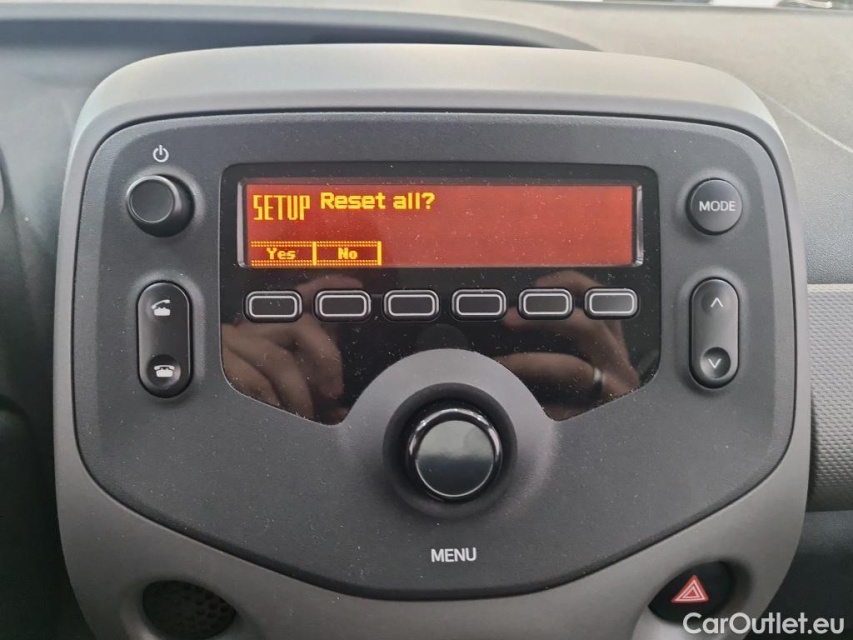 SETUP Reset all?
Yes No
MODE
MENU
CarOutlet.eu